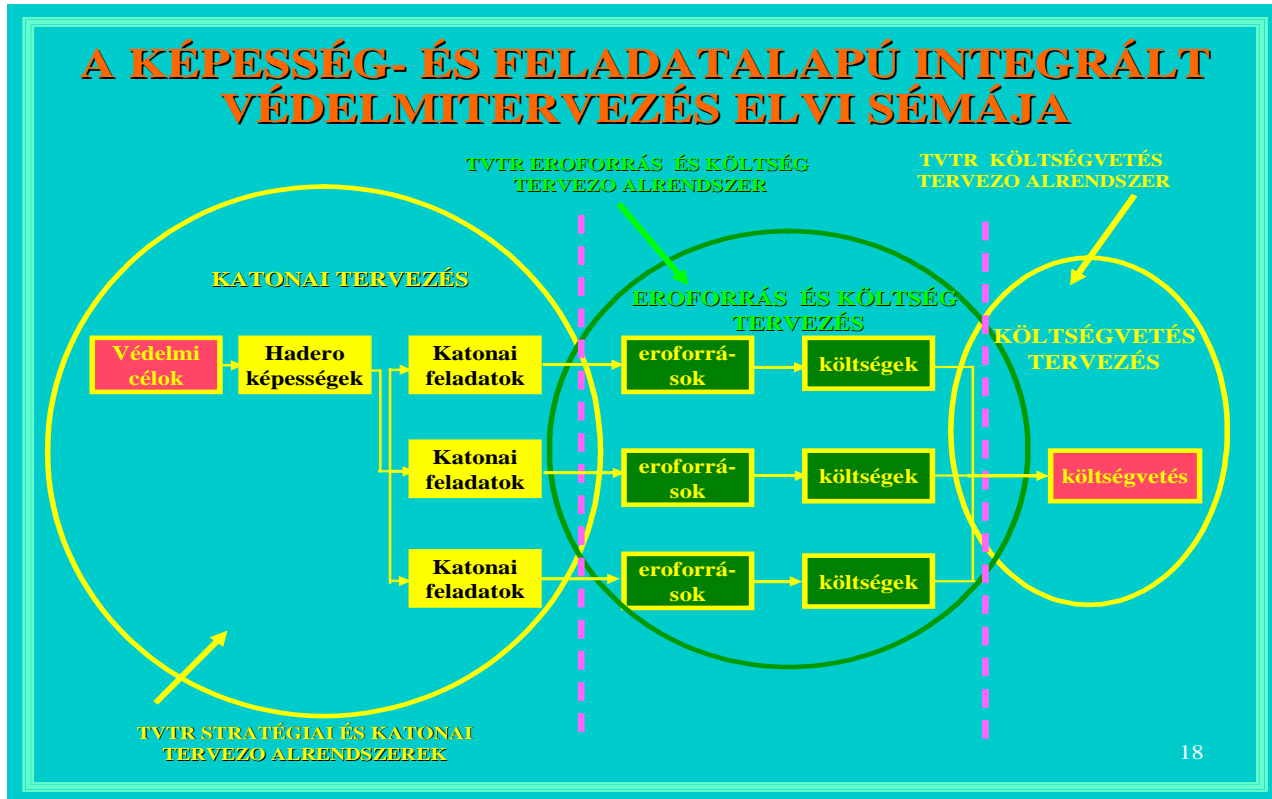 A KÉPESSÉG- ÉS FELADATALAPÚ INTEGRÁLT
VÉDELMITERVEZÉS ELVI SÉMÁJA
TVTR EROFORRÁS ÉS KÖLTSÉG
TERVEZO ALRENDSZER
TVTR KÖLTSÉGVETÉS
TERVEZO ALRENDSZER
KATONAI TERVEZÉS
EROFORRÁS ÉS KÖLTSÉG
TERVEZÉS
KÖLTSÉGVETÉS
TERVEZÉS
Védelmi
célok
Hadero
képességek
Katonai
feladatok
eroforrá-
sok
költségek
Katonai
feladatok
eroforrá-
sok
költségek
költségvetés
Katonai
feladatok
eroforrá-
sok
költségek
TVTR STRATÉGIAI ÉS KATONAI
TERVEZO ALRENDSZEREK
18